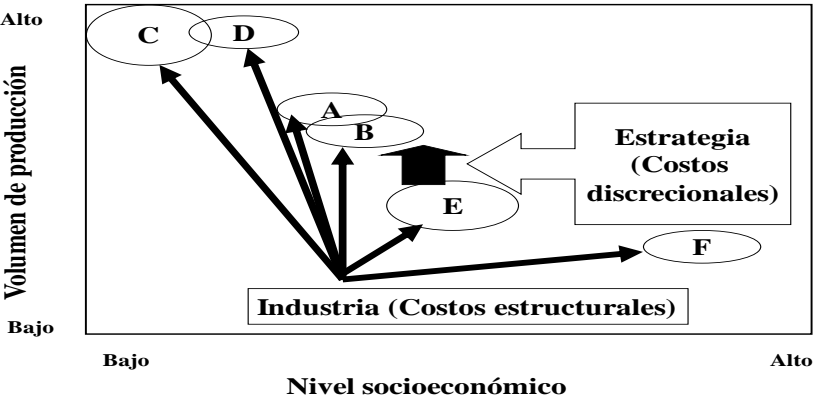 Alto
C
D
A
B
E
F
Volumen de producción
Estrategia
(Costos
discrecionales)
Industria (Costos estructurales)
Bajo
Bajo
Alto
Nivel socioeconómico